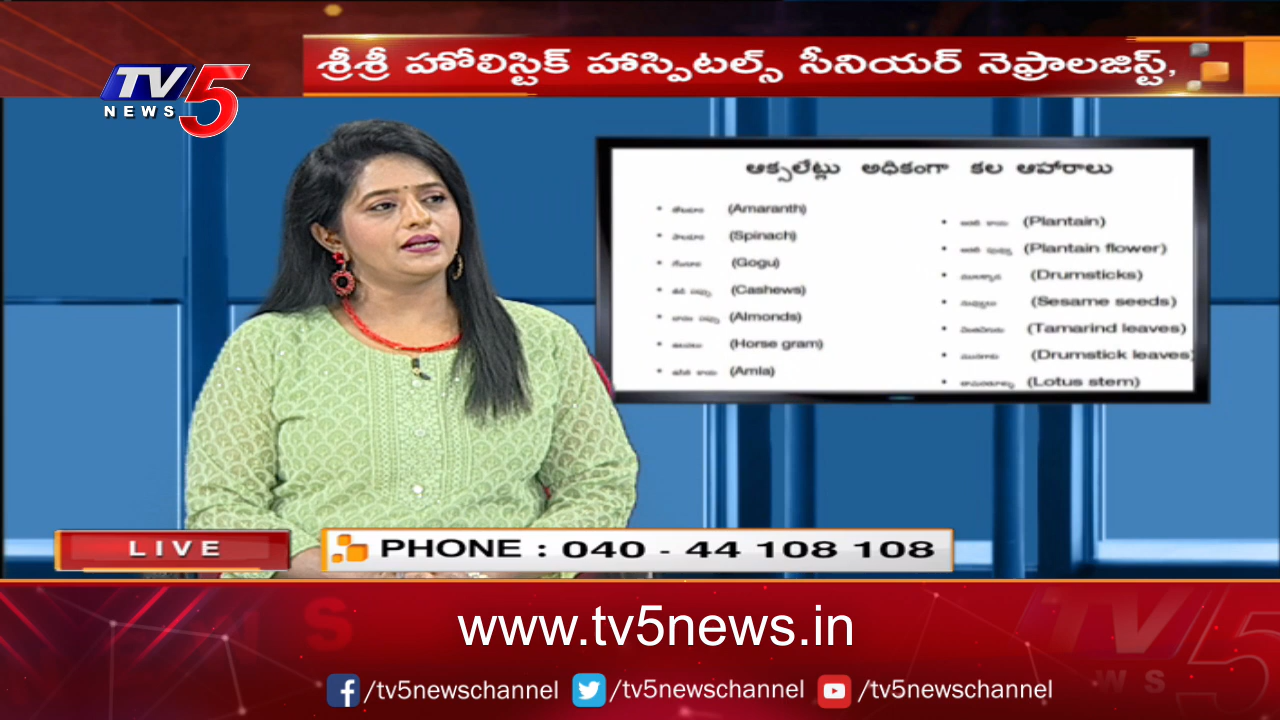 శ్రీశ్రీ హోలిస్టిక్ హాస్పిటల్స్ సీనియర్ నెఫ్రాలజిస్ట్,
TV5
NEWS
ఆక్సలేట్లు అధికంగా కల ఆహారాలు
• (Amaranth)
• (Spinach)
• (Gogu)
• (Cashews)
• (Almonds)
• (Horse gram)
• (Amla)
• (Plantain)
• (Plantain flower)
• (Drumsticks)
• (Sesame seeds)
• (Tamarind leaves)
• (Drumstick leaves)
• (Lotus stem)
LIVE
PHONE : 040 - 44 108 108
www.tv5news.in
/tv5newschannel
/tv5newschannel
/tv5newschannel